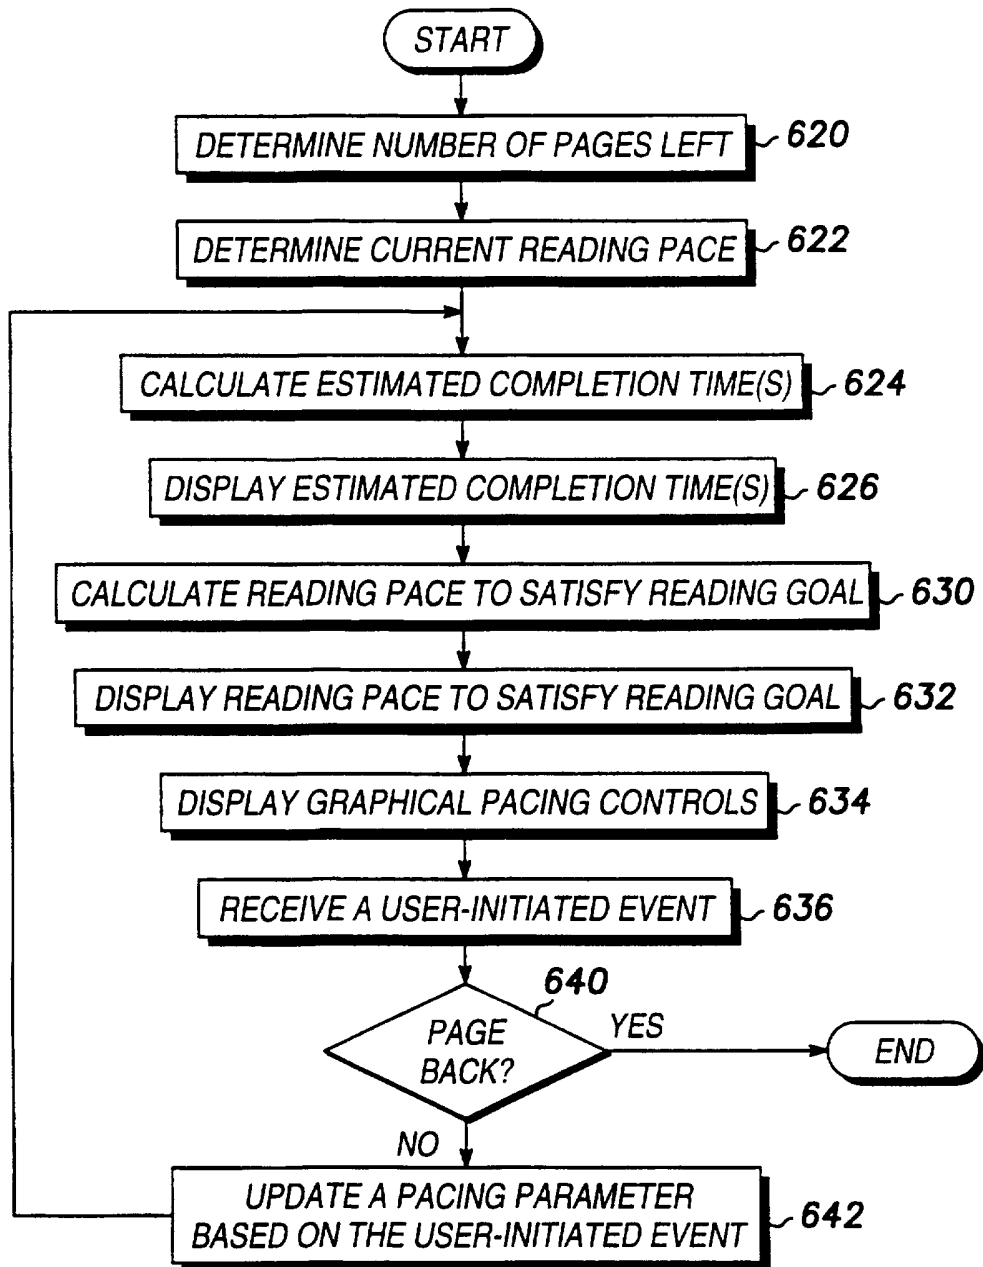 START
DETERMINE NUMBER OF PAGES LEFT 620
DETERMINE CURRENT READING PACE 622
CALCULATE ESTIMATED COMPLETION TIME(S) 624
DISPLAY ESTIMATED COMPLETION TIME(S) 626
CALCULATE READING PACE TO SATISFY READING GOAL 630
DISPLAY READING PACE TO SATISFY READING GOAL 632
DISPLAY GRAPHICAL PACING CONTROLS 634
RECEIVE A USER-INITIATED EVENT 636
640
PAGE
BACK?
YES
END
NO
UPDATE A PACING PARAMETER
BASED ON THE USER-INITIATED EVENT 642